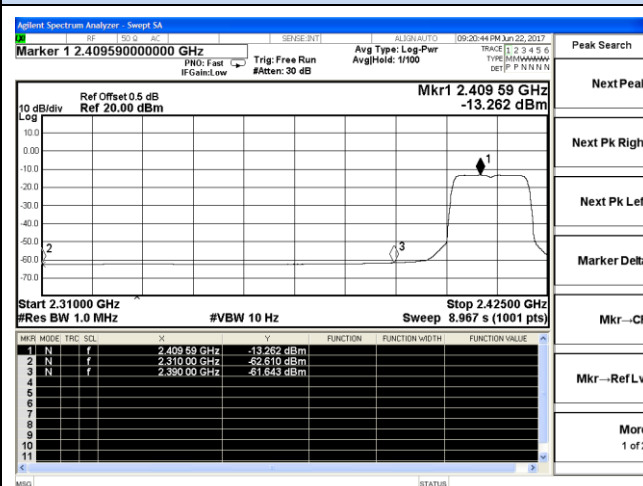 Agilent Spectrum Analyzer - Swept SA
RF 50 Ω AC SENSE:INT ALIGN AUTO 09:20:44 PM Jun 22, 2017
Marker 1 2.409590000000 GHz
PNO: Fast
IFGain:Low
Trig: Free Run
#Atten: 30 dB
Avg Type: Log-Pwr
Avg|Hold: 1/100
TRACE 1 2 3 4 5 6
TYPE MMWWWW
DET P P N N N N
Peak Search
Next Peak
Next Pk Righ
Next Pk Lef
Marker Delta
Mkr→C
Mkr→Ref Lv
More
1 of 2
Ref Offset 0.5 dB
10 dB/div Ref 20.00 dBm
Log
Mkr1 2.409 59 GHz
-13.262 dBm
10.0
0.00
-10.0
-20.0
-30.0
-40.0
-50.0
-60.0
-70.0
1
2
3
Start 2.31000 GHz Stop 2.42500 GHz
#Res BW 1.0 MHz #VBW 10 Hz Sweep 8.967 s (1001 pts)
MKR MODE TRC SCL X Y FUNCTION FUNCTION WIDTH FUNCTION VALUE
1 N f 2.409 59 GHz -13.262 dBm
2 N f 2.310 00 GHz -62.610 dBm
3 N f 2.390 00 GHz -61.643 dBm
4
5
6
7
8
9
10
11
MSG STATUS